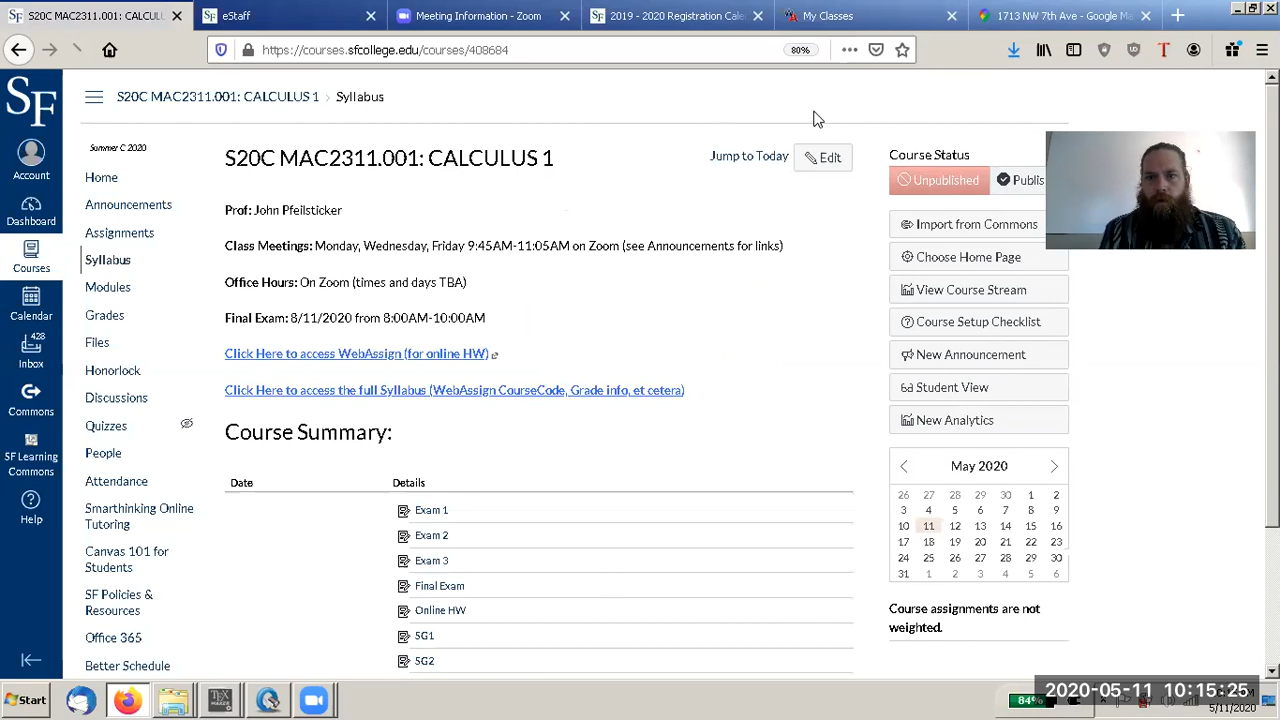 S20C MAC2311.001: CALCUL
eStaff
Meeting Information - Zoom
2019 - 2020 Registration Cale
My Classes
1713 NW 7th Ave - Google Ma
https://courses.sfcollege.edu/courses/408684
80%
SF
S20C MAC2311.001: CALCULUS 1 › Syllabus
Account
Dashboard
Courses
Calendar
428
Inbox
Commons
SF Learning
Commons
Help
Summer C 2020
Home
Announcements
Assignments
Syllabus
Modules
Grades
Files
Honorlock
Discussions
Quizzes
People
Attendance
Smarthinking Online
Tutoring
Canvas 101 for
Students
SF Policies &
Resources
Office 365
Better Schedule
S20C MAC2311.001: CALCULUS 1
Jump to Today
Edit
Prof: John Pfeilsticker
Class Meetings: Monday, Wednesday, Friday 9:45AM-11:05AM on Zoom (see Announcements for links)
Office Hours: On Zoom (times and days TBA)
Final Exam: 8/11/2020 from 8:00AM-10:00AM
Click Here to access WebAssign (for online HW)
Click Here to access the full Syllabus (WebAssign CourseCode, Grade info, et cetera)
Course Summary:
Date Details
Exam 1
Exam 2
Exam 3
Final Exam
Online HW
SG1
SG2
Course Status
Unpublished
Publis
Import from Commons
Choose Home Page
View Course Stream
Course Setup Checklist
New Announcement
Student View
New Analytics
May 2020
26 27 28 29 30 1 2
3 4 5 6 7 8 9
10 11 12 13 14 15 16
17 18 19 20 21 22 23
24 25 26 27 28 29 30
31 1 2 3 4 5 6
Course assignments are not
weighted.
Start
TEX
84%
2020-05-11 10:15:25
5/11/2020